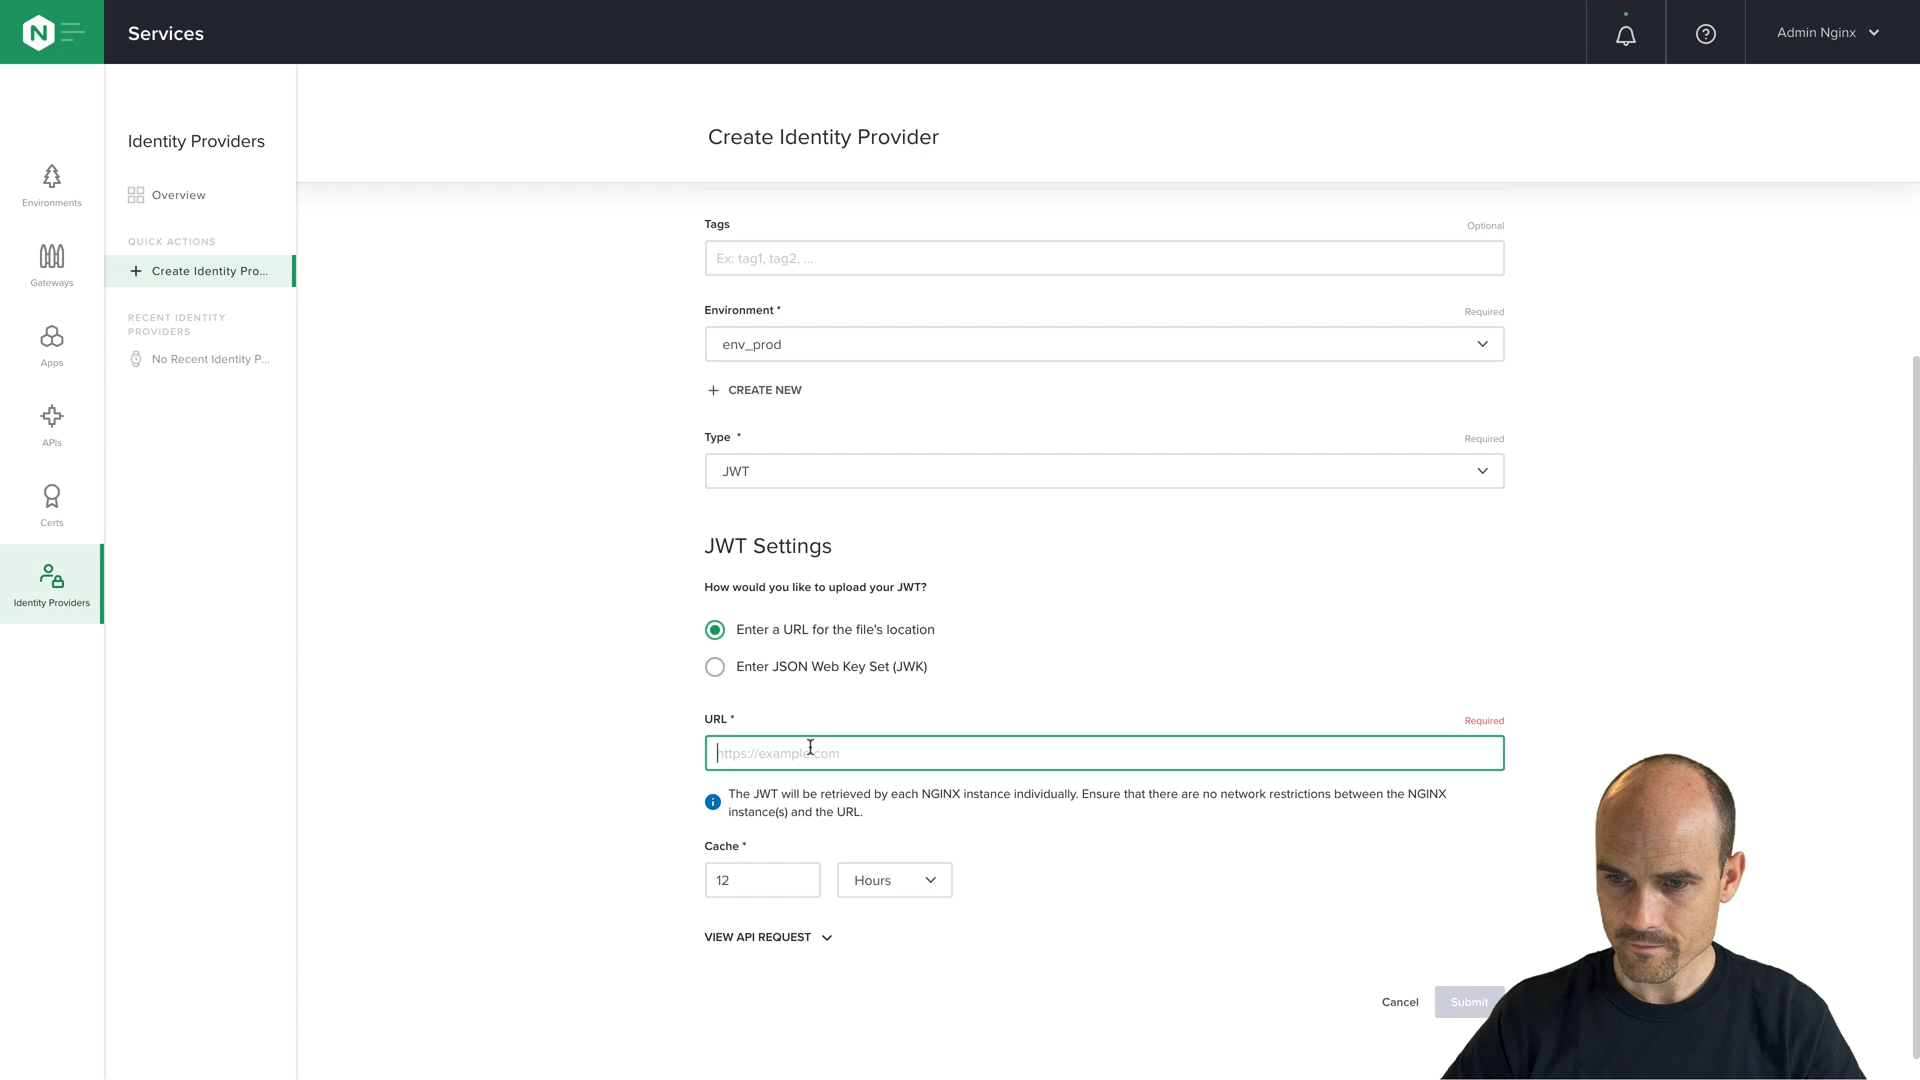 N
Services
Admin Nginx
Environments
Gateways
Apps
APIs
Certs
Identity Providers
Identity Providers
Overview
QUICK ACTIONS
Create Identity Pro...
RECENT IDENTITY
PROVIDERS
No Recent Identity P...
Create Identity Provider
Tags
Optional
Ex: tag1, tag2, ...
Environment *
Required
env_prod
CREATE NEW
Type *
Required
JWT
JWT Settings
How would you like to upload your JWT?
Enter a URL for the file's location
Enter JSON Web Key Set (JWK)
URL *
Required
https://example.com
The JWT will be retrieved by each NGINX instance individually. Ensure that there are no network restrictions between the NGINX
instance(s) and the URL.
Cache *
12
Hours
VIEW API REQUEST
Cancel
Submit